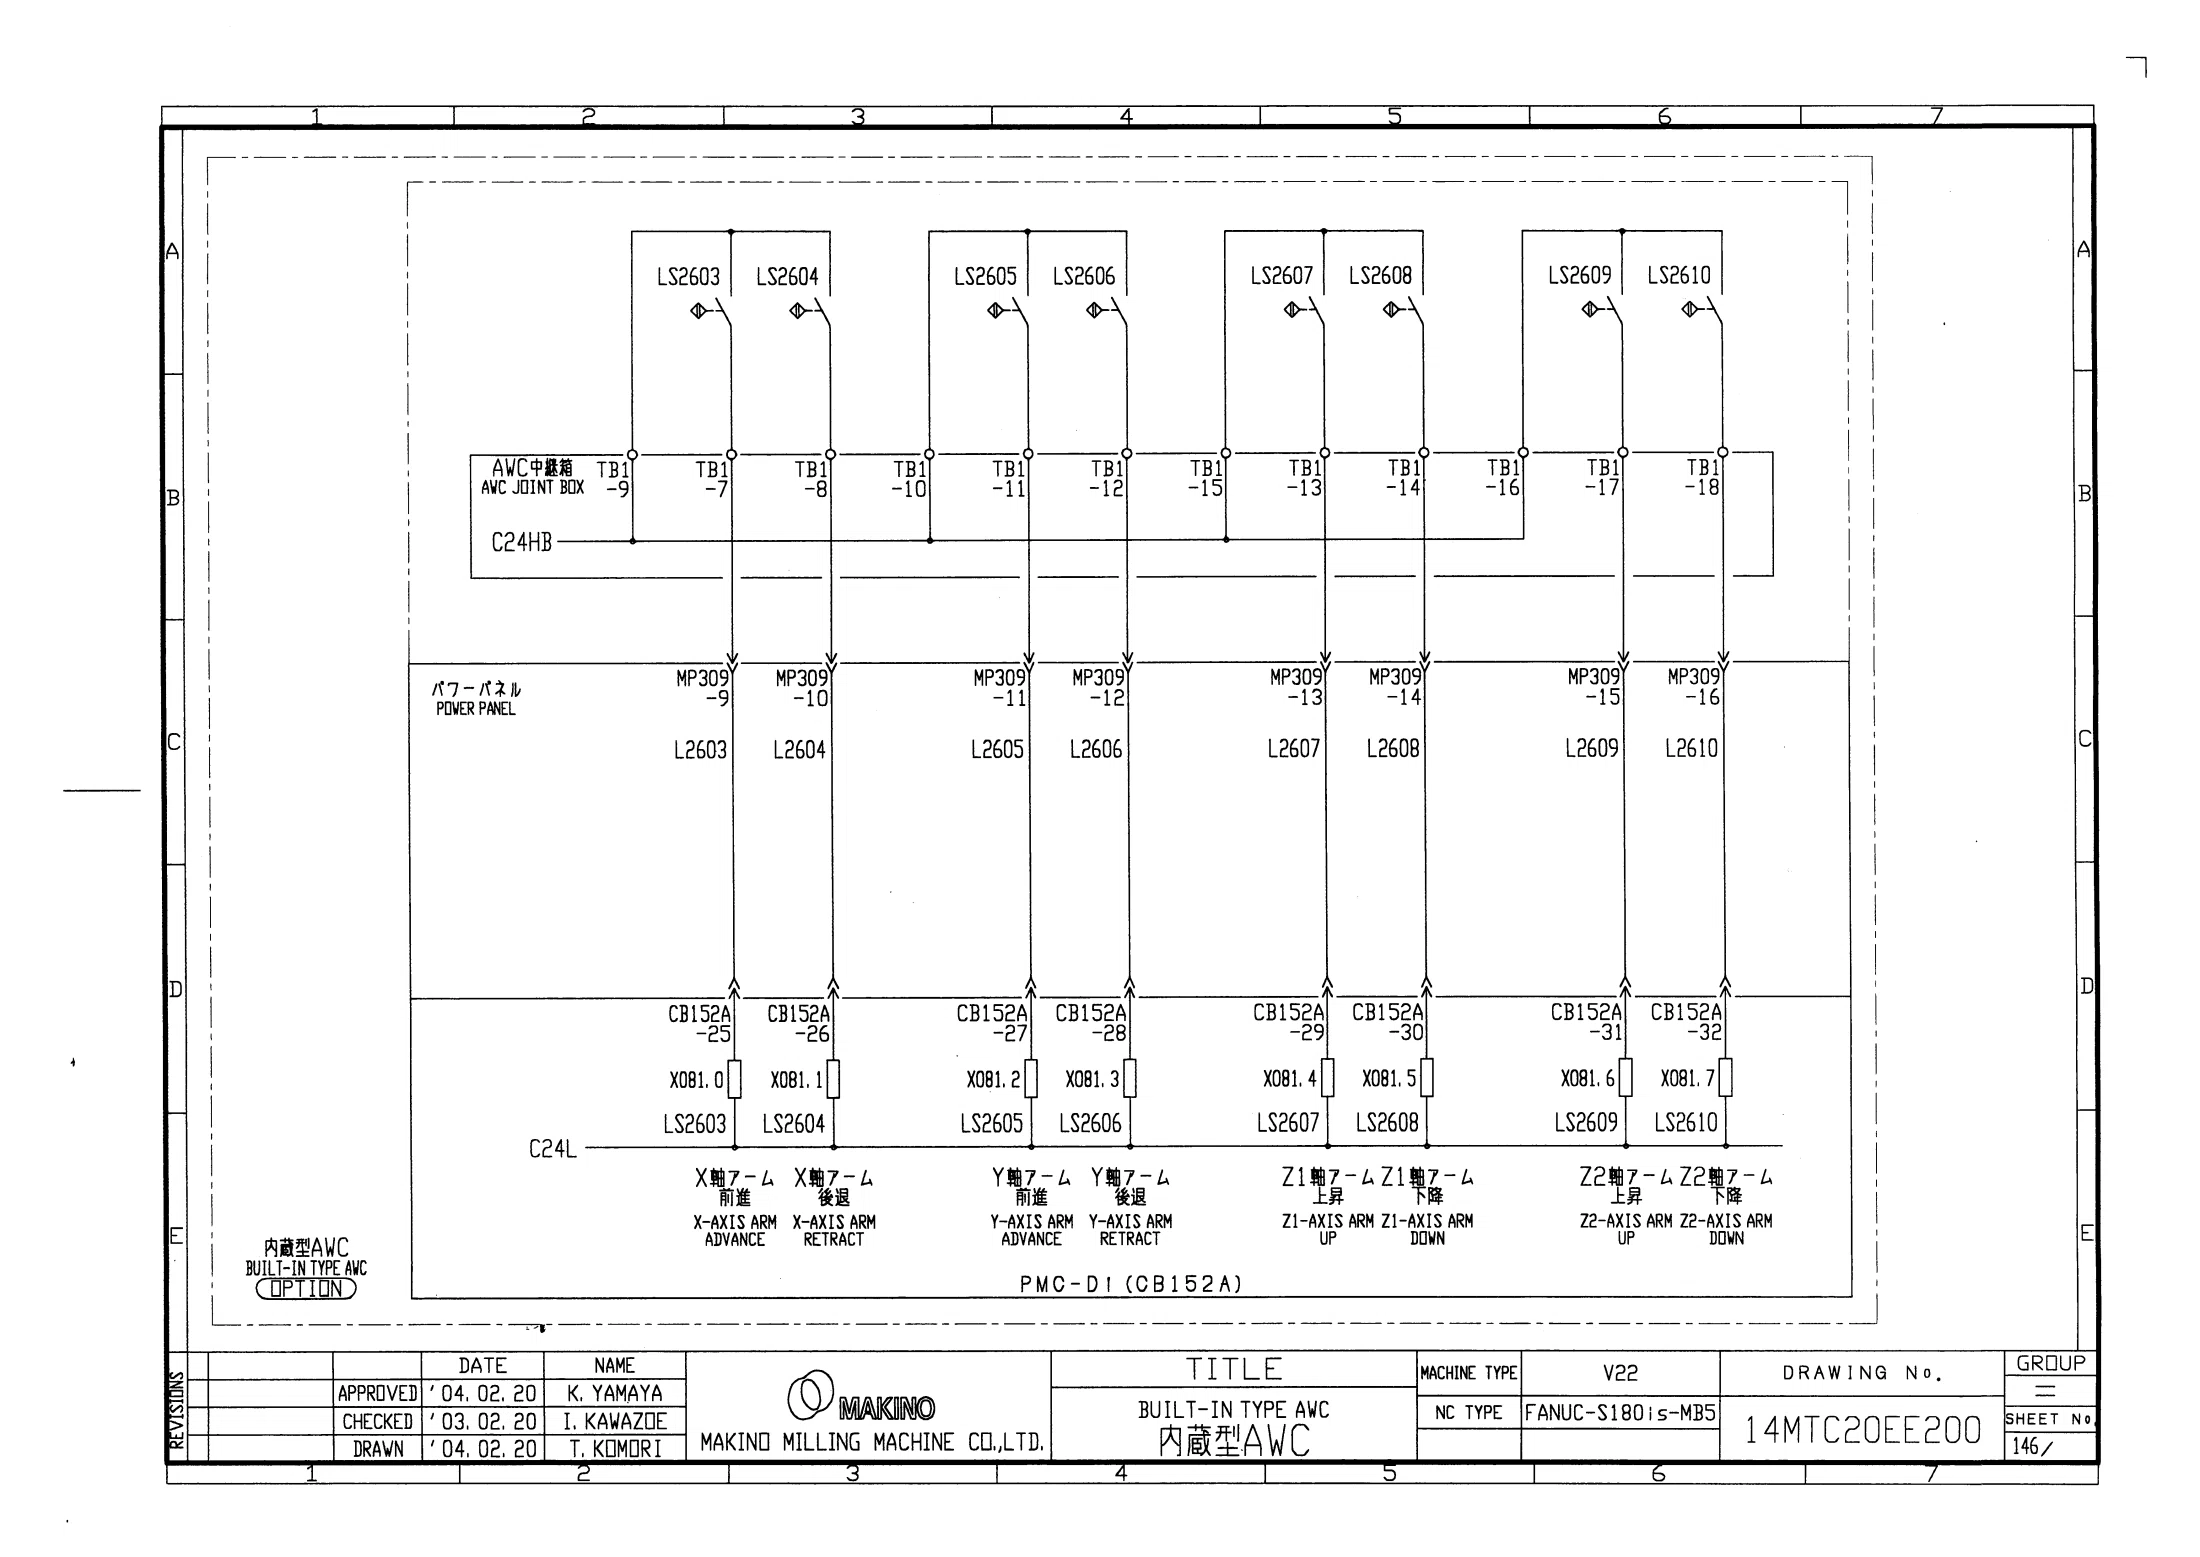 1 2 3 4 5 6 7
A A
LS2603 LS2604 LS2605 LS2606 LS2607 LS2608 LS2609 LS2610
AWC中継箱 TB1 TB1 TB1 TB1 TB1 TB1 TB1 TB1 TB1 TB1 TB1 TB1
AWC JOINT BOX -9 -7 -8 -10 -11 -12 -15 -13 -14 -16 -17 -18
B B
C24HB
MP309 MP309 MP309 MP309 MP309 MP309 MP309 MP309
パワーパネル
-9 -10 -11 -12 -13 -14 -15 -16
POWER PANEL
C C
L2603 L2604 L2605 L2606 L2607 L2608 L2609 L2610
D D
CB152A CB152A CB152A CB152A CB152A CB152A CB152A CB152A
-25 -26 -27 -28 -29 -30 -31 -32
X081.0 X081.1 X081.2 X081.3 X081.4 X081.5 X081.6 X081.7
LS2603 LS2604 LS2605 LS2606 LS2607 LS2608 LS2609 LS2610
C24L
X軸アーム X軸アーム Y軸アーム Y軸アーム Z1軸アーム Z1軸アーム Z2軸アーム Z2軸アーム
前進 後退 前進 後退 上昇 下降 上昇 下降
X-AXIS ARM X-AXIS ARM Y-AXIS ARM Y-AXIS ARM Z1-AXIS ARM Z1-AXIS ARM Z2-AXIS ARM Z2-AXIS ARM
ADVANCE RETRACT ADVANCE RETRACT UP DOWN UP DOWN
E E
内蔵型AWC
BUILT-IN TYPE AWC
OPTION
PMC-DI(CB152A)
REVISIONS
DATE NAME
APPROVED '04.02.20 K. YAMAYA
CHECKED '03.02.20 I. KAWAZOE
DRAWN '04.02.20 T. KOMORI
MAKINO
MAKINO MILLING MACHINE CO.,LTD.
TITLE
BUILT-IN TYPE AWC
内蔵型AWC
MACHINE TYPE V22
NC TYPE FANUC-S180is-MB5
DRAWING No.
14MTC20EE200
GROUP
=
SHEET No.
146/
1 2 3 4 5 6 7